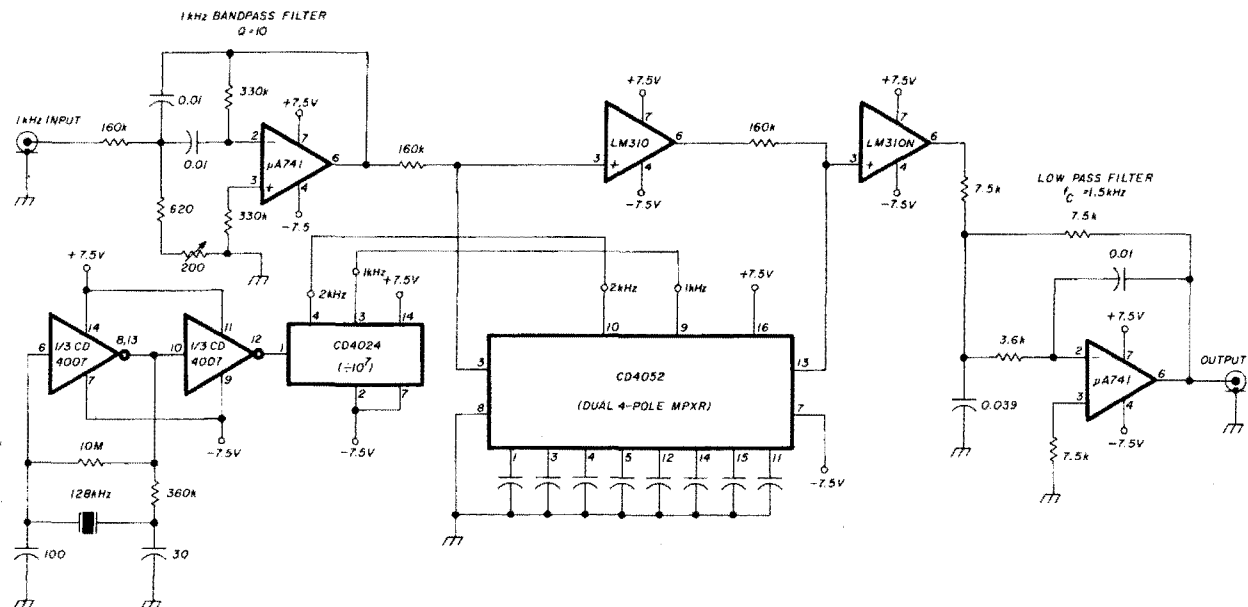 1kHz BANDPASS FILTER
Q=10
1kHz INPUT
160k
0.01
0.01
330k
+7.5V
2
−
7
μA741
6
3
+
4
-7.5
330k
620
200
160k
+7.5V
7
LM310
6
3
+
4
-7.5V
160k
+7.5V
7
LM310N
6
3
+
4
-7.5V
7.5k
LOW PASS FILTER
fC =1.5kHz
7.5k
0.01
+7.5V
3.6k
2
−
7
μA741
6
3
+
4
-7.5V
OUTPUT
0.039
7.5k
+7.5V
14
6
1/3 CD
4007
8,13
7
11
10
1/3 CD
4007
12
9
-7.5V
10M
128kHz
360k
100
30
2kHz
1kHz
+7.5V
4
3
14
1
CD4024
(÷10⁷)
2
7
-7.5V
2kHz
1kHz
+7.5V
10
9
16
3
13
CD4052
(DUAL 4-POLE MPXR)
8
7
-7.5V
1
3
4
5
12
14
15
11